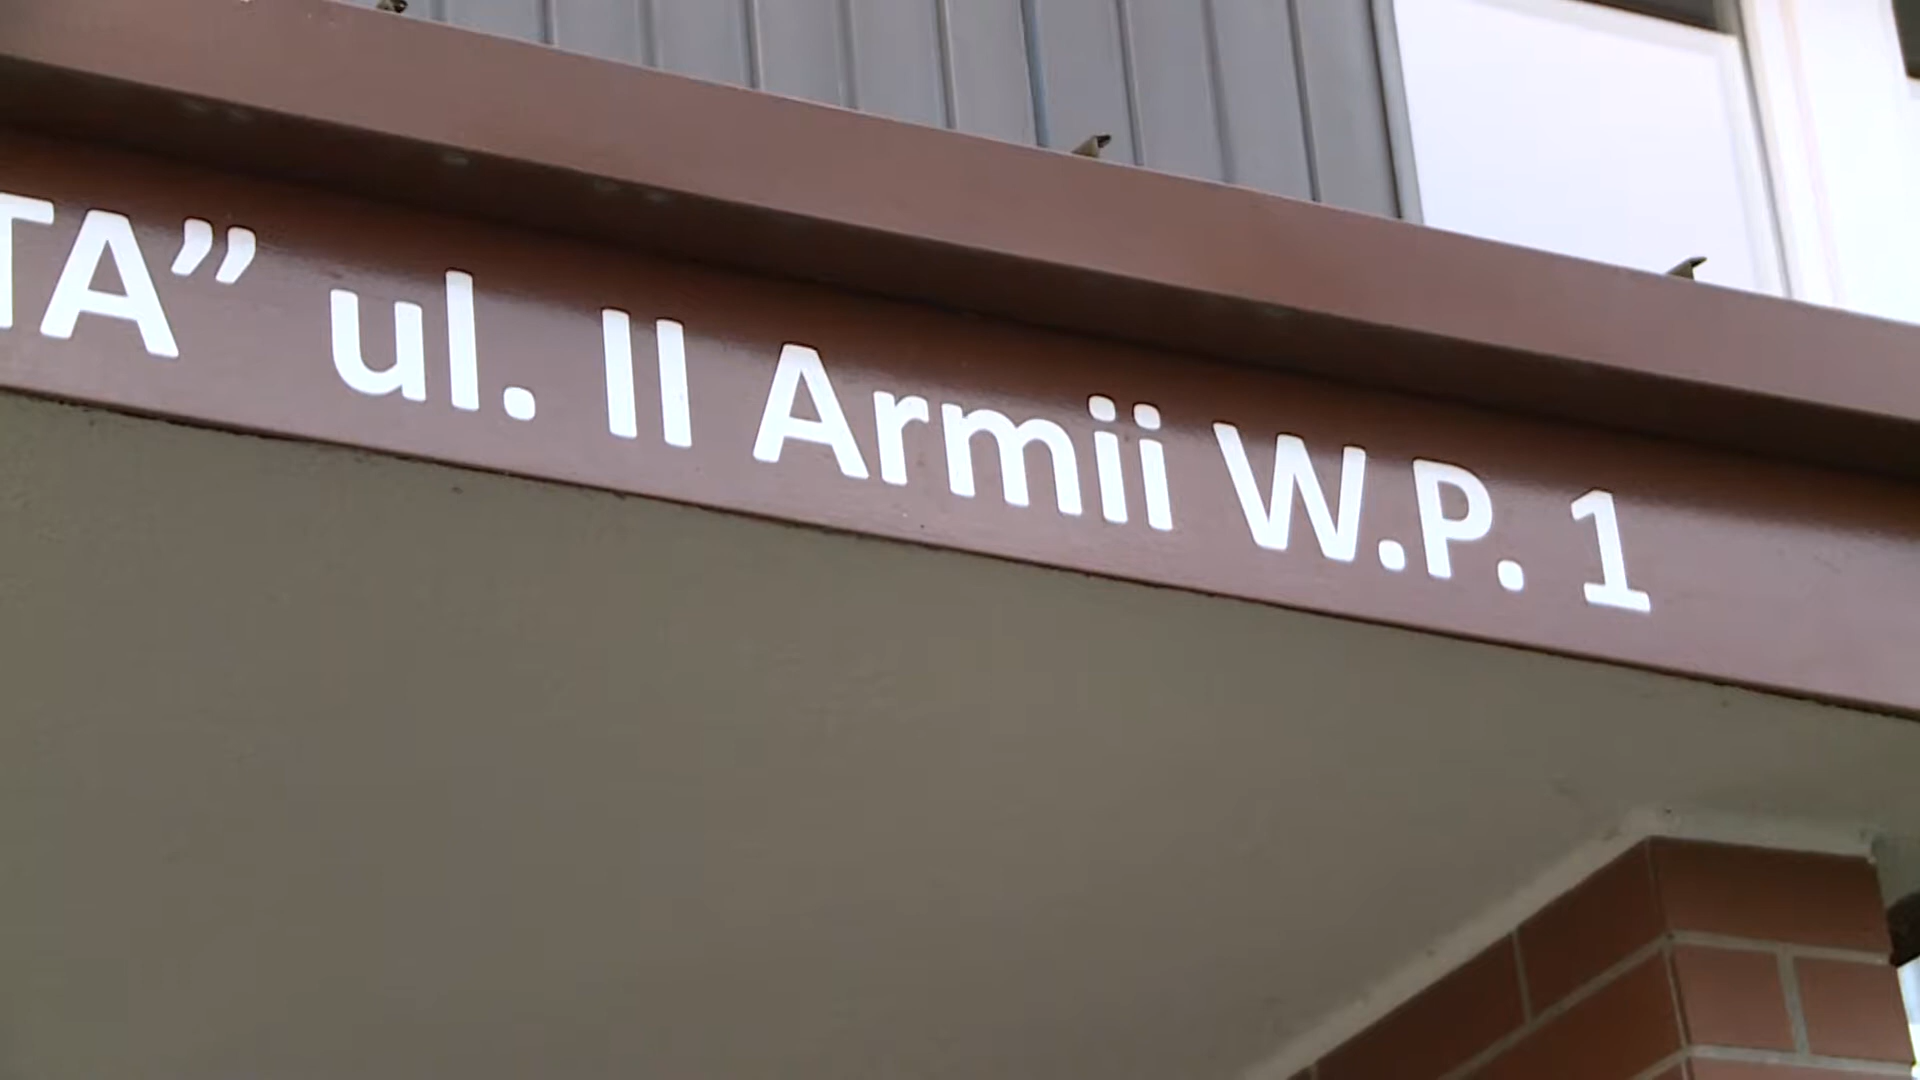 TA” ul. II Armii W.P. 1